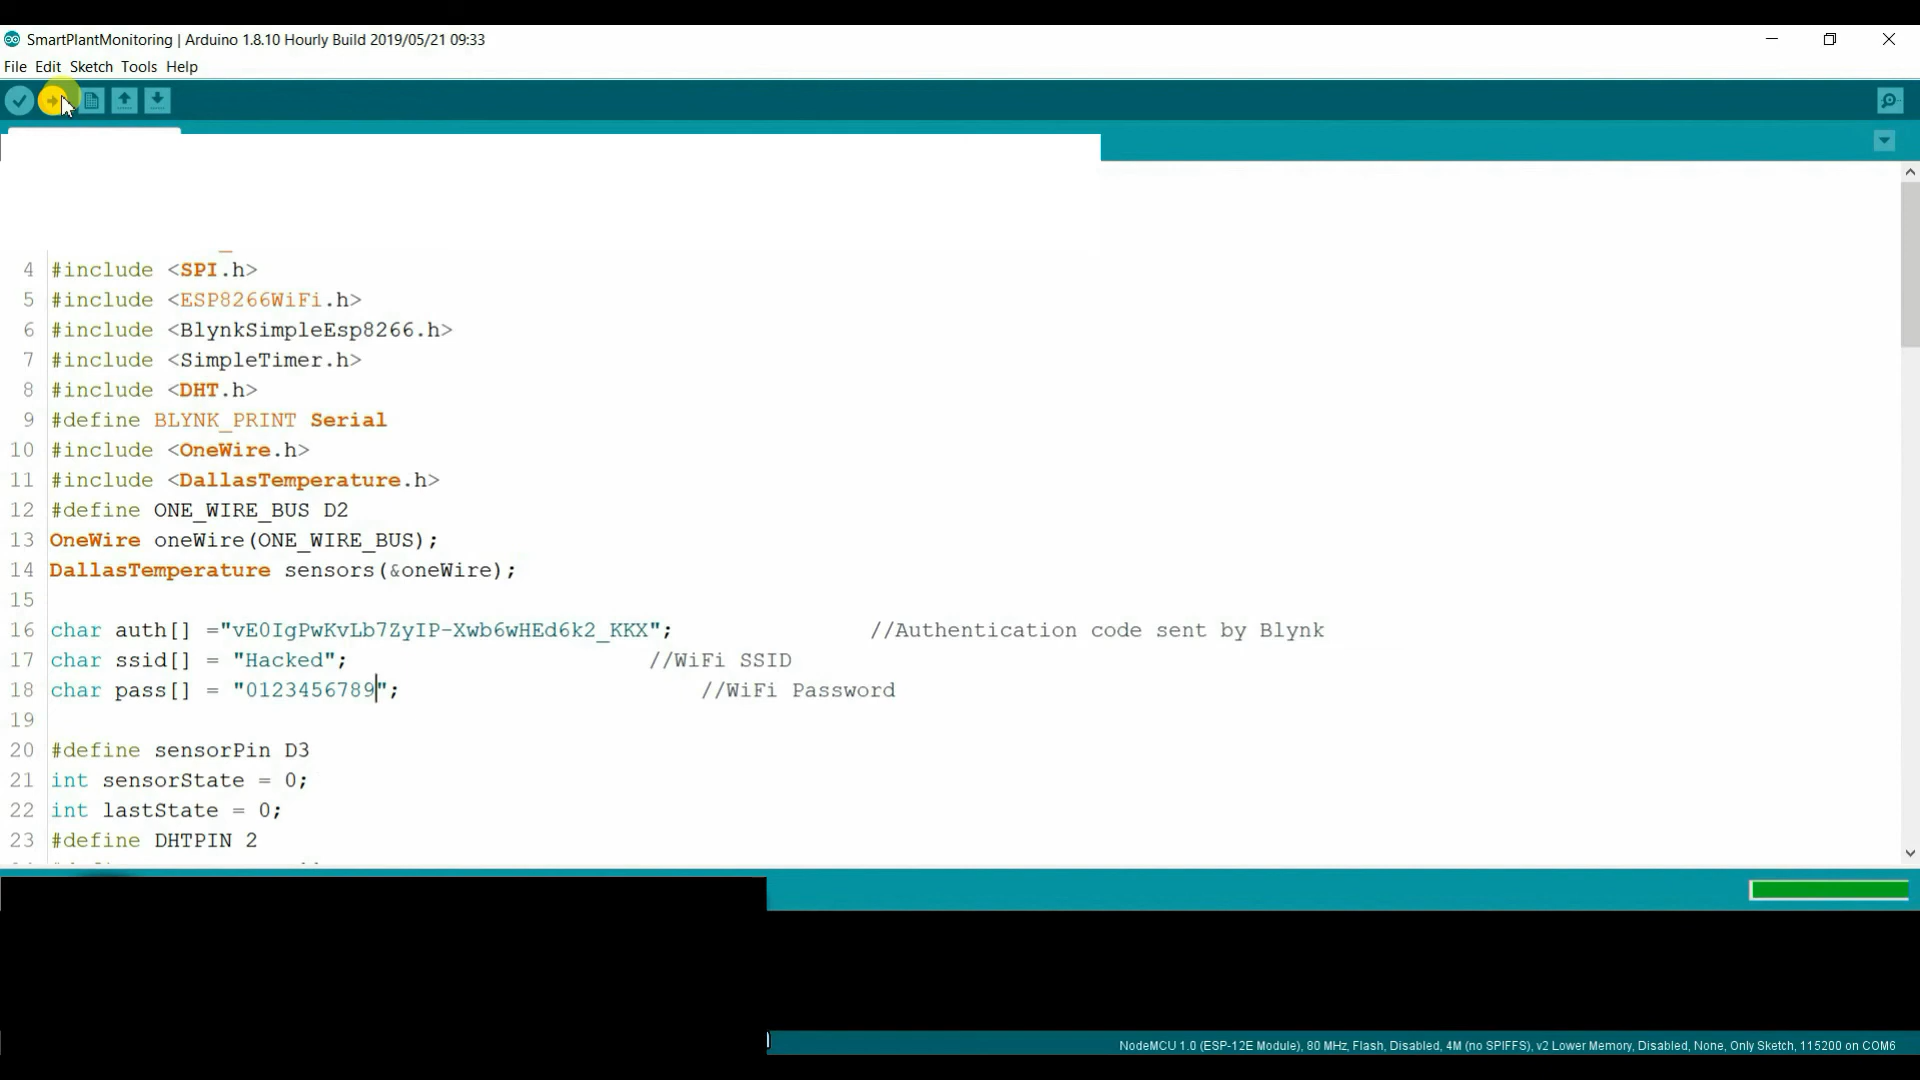 SmartPlantMonitoring | Arduino 1.8.10 Hourly Build 2019/05/21 09:33
File Edit Sketch Tools Help
4 #include <SPI.h>
5 #include <ESP8266WiFi.h>
6 #include <BlynkSimpleEsp8266.h>
7 #include <SimpleTimer.h>
8 #include <DHT.h>
9 #define BLYNK_PRINT Serial
10 #include <OneWire.h>
11 #include <DallasTemperature.h>
12 #define ONE_WIRE_BUS D2
13 OneWire oneWire(ONE_WIRE_BUS);
14 DallasTemperature sensors(&oneWire);
15
16 char auth[] ="vE0IgPwKvLb7ZyIP-Xwb6wHEd6k2_KKX"; //Authentication code sent by Blynk
17 char ssid[] = "Hacked"; //WiFi SSID
18 char pass[] = "0123456789"; //WiFi Password
19
20 #define sensorPin D3
21 int sensorState = 0;
22 int lastState = 0;
23 #define DHTPIN 2
NodeMCU 1.0 (ESP-12E Module), 80 MHz, Flash, Disabled, 4M (no SPIFFS), v2 Lower Memory, Disabled, None, Only Sketch, 115200 on COM6